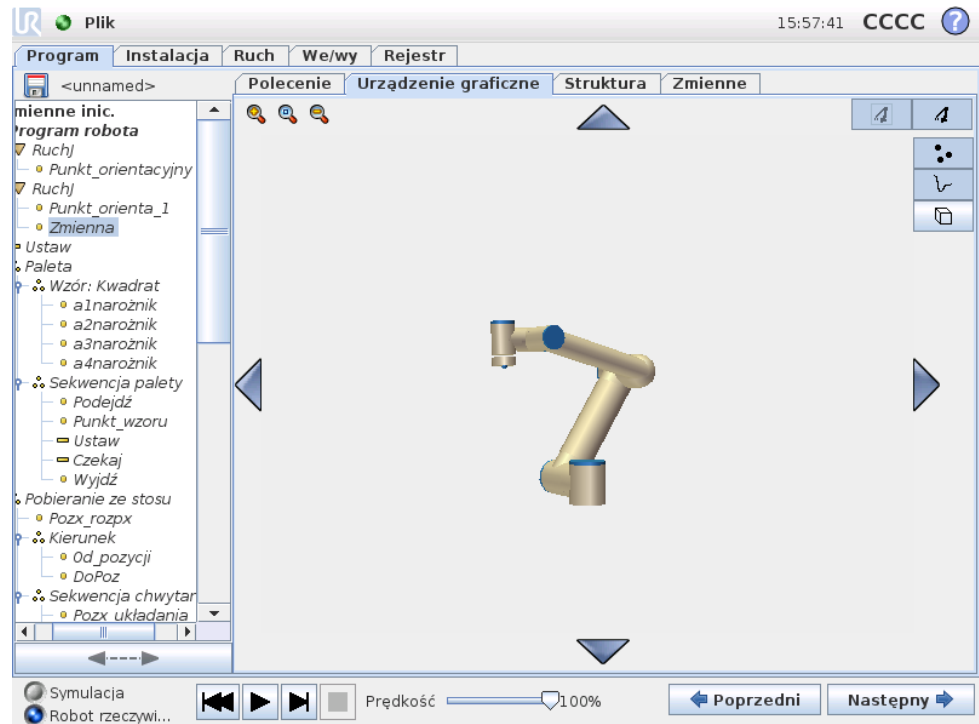 UR Plik 15:57:41 CCCC ?
Program Instalacja Ruch We/wy Rejestr
<unnamed> Polecenie Urządzenie graficzne Struktura Zmienne
mienne inic.
Program robota
RuchJ
Punkt_orientacyjny
RuchJ
Punkt_orienta_1
Zmienna
Ustaw
Paleta
Wzór: Kwadrat
a1narożnik
a2narożnik
a3narożnik
a4narożnik
Sekwencja palety
Podejdź
Punkt_wzoru
Ustaw
Czekaj
Wyjdź
Pobieranie ze stosu
Pozx_rozpx
Kierunek
Od_pozycji
DoPoz
Sekwencja chwytan
Pozx_układania
Symulacja
Robot rzeczywi...
Prędkość 100% Poprzedni Następny